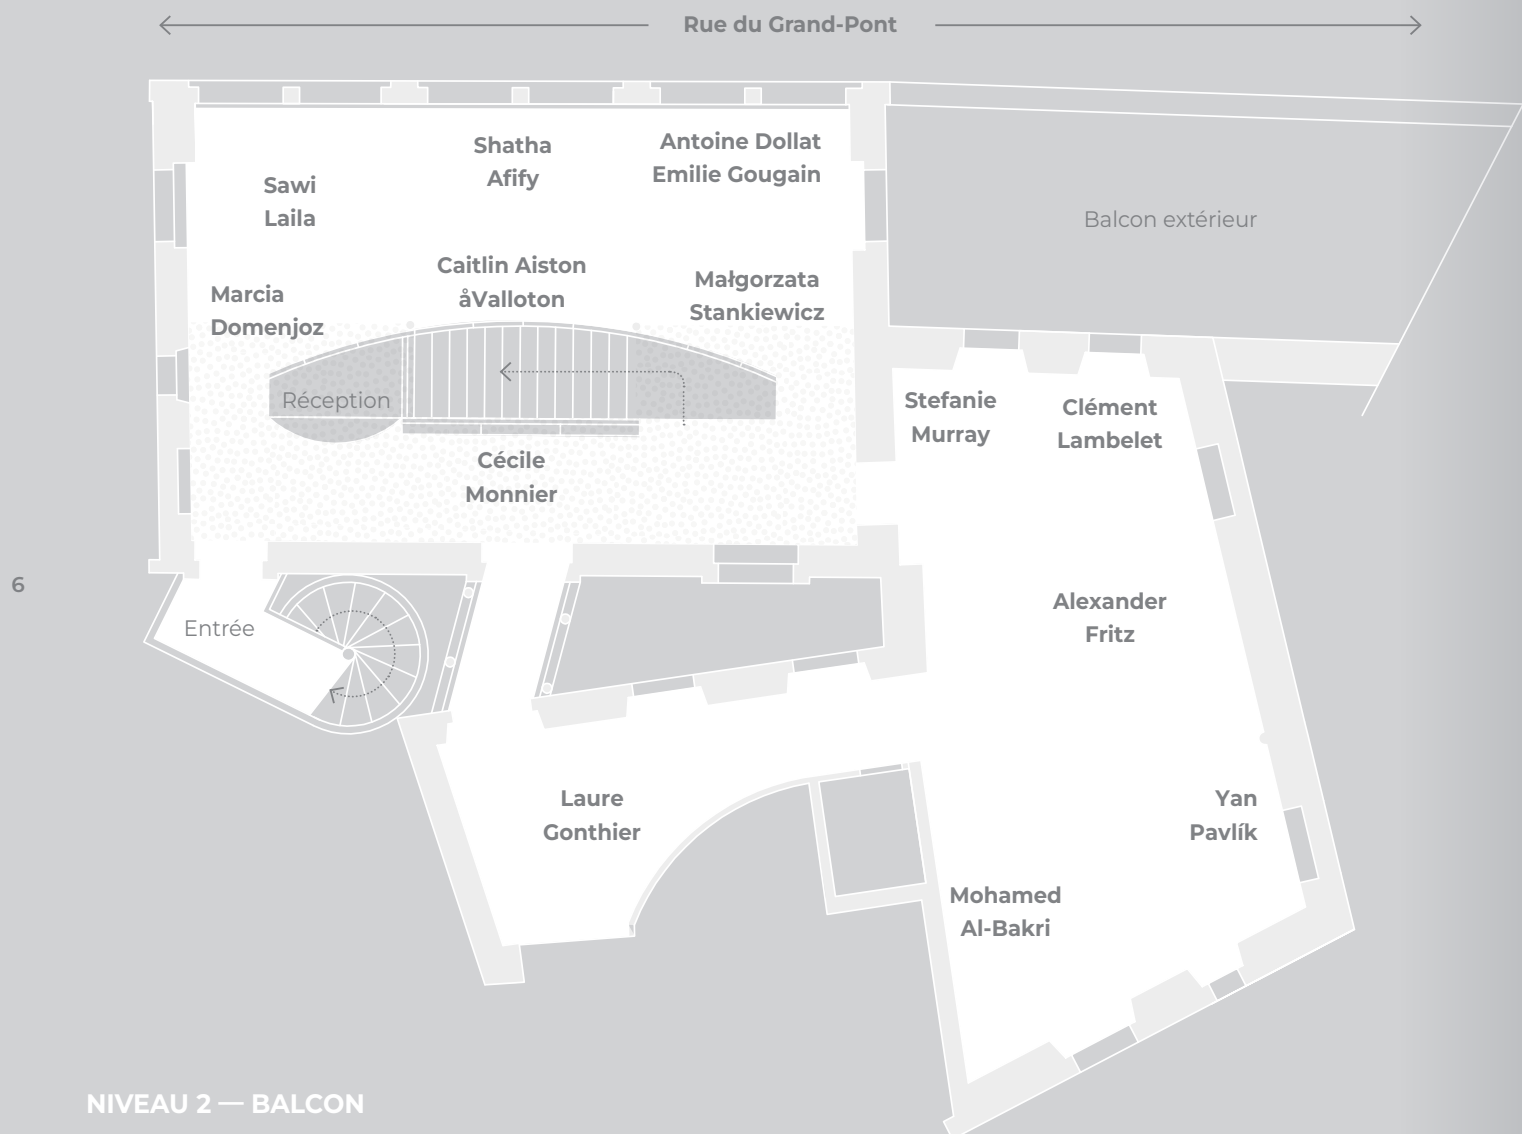 Rue du Grand-Pont
Shatha
Afify
Antoine Dollat
Emilie Gougain
Sawi
Laila
Balcon extérieur
Caitlin Aiston
åValloton
Małgorzata
Stankiewicz
Marcia
Domenjoz
Réception
Stefanie
Murray
Clément
Lambelet
Cécile
Monnier
6
Alexander
Fritz
Entrée
Laure
Gonthier
Yan
Pavlík
Mohamed
Al-Bakri
NIVEAU 2 — BALCON